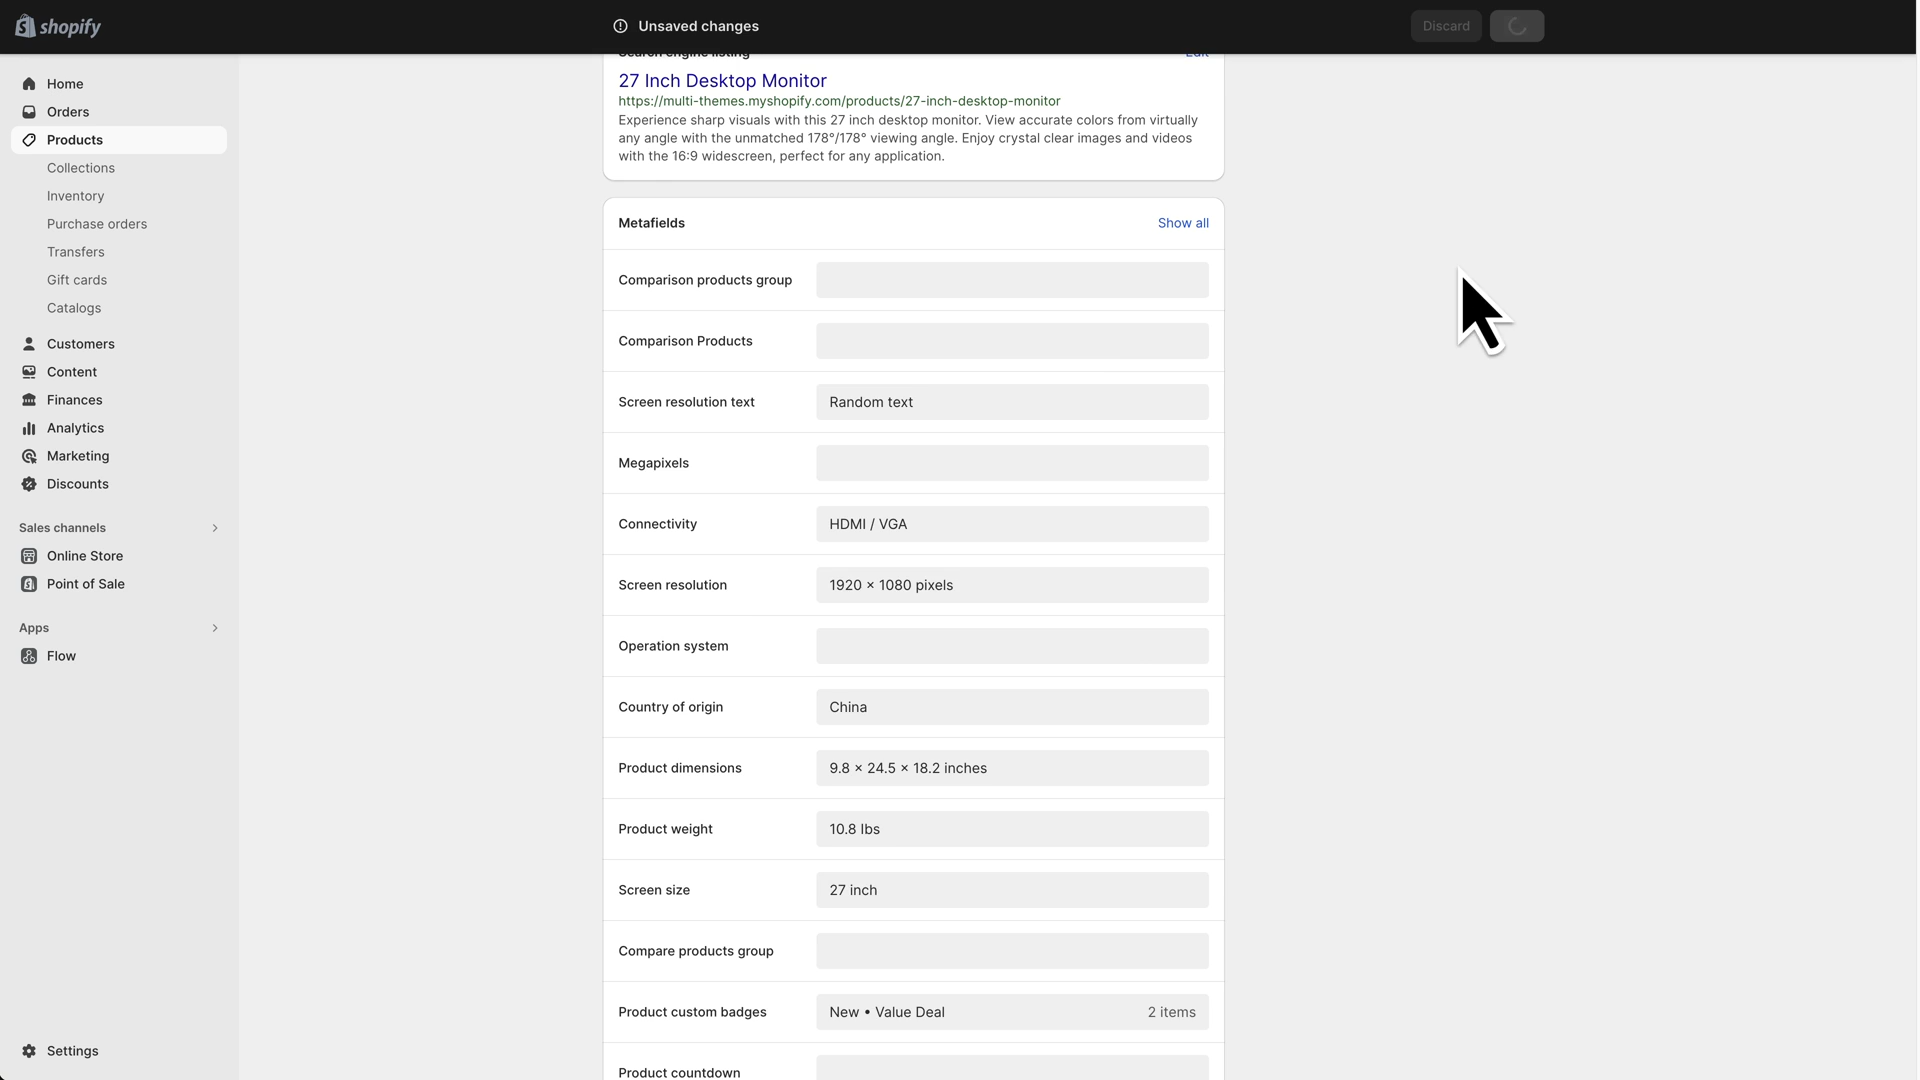 shopify
Unsaved changes
Discard
Home
Orders
Products
Collections
Inventory
Purchase orders
Transfers
Gift cards
Catalogs
Customers
Content
Finances
Analytics
Marketing
Discounts
Sales channels
Online Store
Point of Sale
Apps
Flow
Settings
Search engine listing
Edit
27 Inch Desktop Monitor
https://multi-themes.myshopify.com/products/27-inch-desktop-monitor
Experience sharp visuals with this 27 inch desktop monitor. View accurate colors from virtually
any angle with the unmatched 178°/178° viewing angle. Enjoy crystal clear images and videos
with the 16:9 widescreen, perfect for any application.
Metafields
Show all
Comparison products group
Comparison Products
Screen resolution text
Random text
Megapixels
Connectivity
HDMI / VGA
Screen resolution
1920 × 1080 pixels
Operation system
Country of origin
China
Product dimensions
9.8 × 24.5 × 18.2 inches
Product weight
10.8 lbs
Screen size
27 inch
Compare products group
Product custom badges
New • Value Deal
2 items
Product countdown